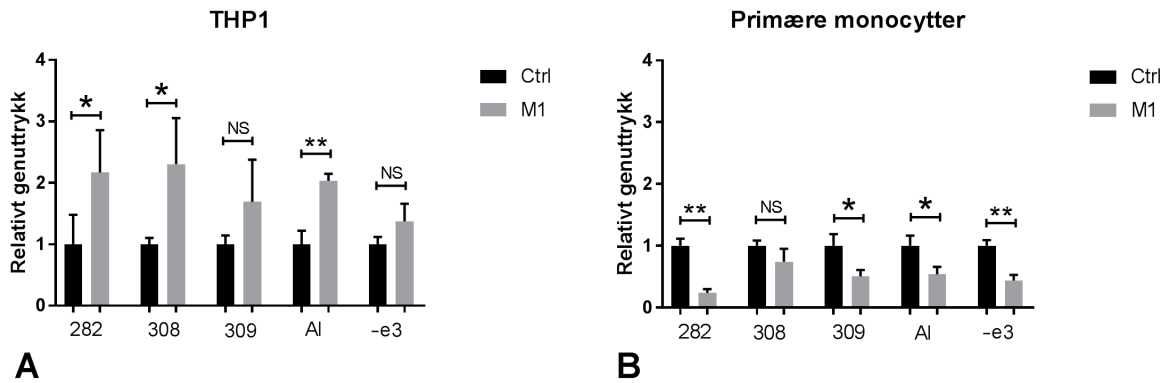 THP1
Relativt genuttrykk
4
3
2
1
0
*
*
NS
**
NS
282
308
309
AI
-e3
Ctrl
M1
A
Primære monocytter
Relativt genuttrykk
4
3
2
1
0
**
NS
*
*
**
282
308
309
AI
-e3
Ctrl
M1
B